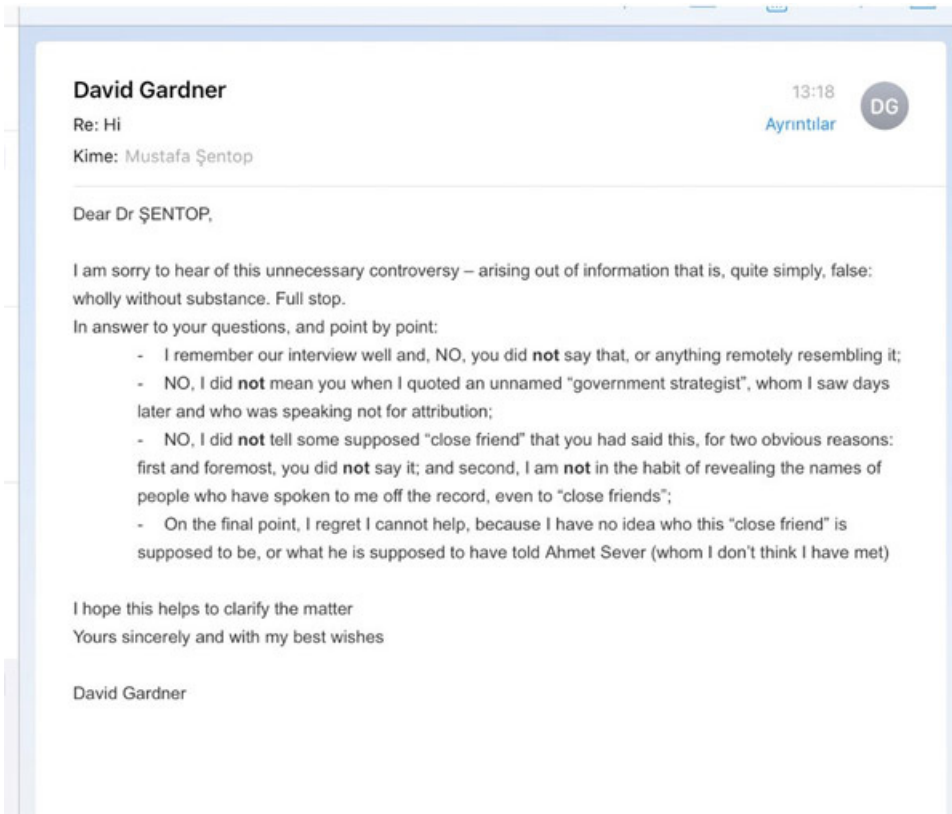 David Gardner
13:18
DG
Re: Hi
Ayrıntılar
Kime: Mustafa Şentop
Dear Dr ŞENTOP,
I am sorry to hear of this unnecessary controversy – arising out of information that is, quite simply, false:
wholly without substance. Full stop.
In answer to your questions, and point by point:
- I remember our interview well and, NO, you did not say that, or anything remotely resembling it;
- NO, I did not mean you when I quoted an unnamed “government strategist”, whom I saw days
later and who was speaking not for attribution;
- NO, I did not tell some supposed “close friend” that you had said this, for two obvious reasons:
first and foremost, you did not say it; and second, I am not in the habit of revealing the names of
people who have spoken to me off the record, even to “close friends”;
- On the final point, I regret I cannot help, because I have no idea who this “close friend” is
supposed to be, or what he is supposed to have told Ahmet Sever (whom I don’t think I have met)
I hope this helps to clarify the matter
Yours sincerely and with my best wishes
David Gardner